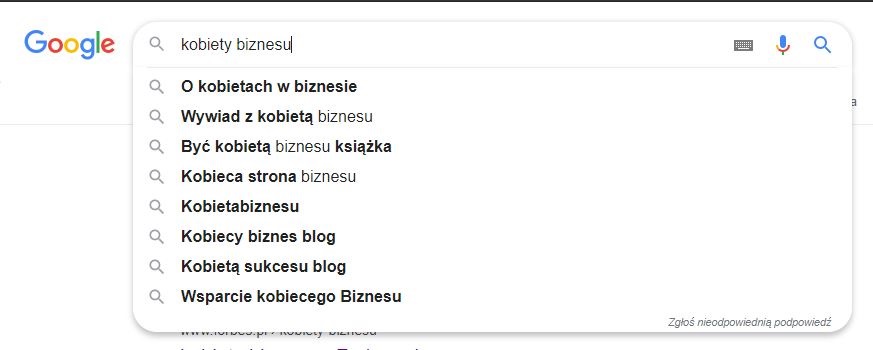 Google
kobiety biznesu
O kobietach w biznesie
Wywiad z kobietą biznesu
Być kobietą biznesu książka
Kobieca strona biznesu
Kobietabiznesu
Kobiecy biznes blog
Kobietą sukcesu blog
Wsparcie kobiecego Biznesu
Zgłoś nieodpowiednią podpowiedź
www.forbes.pl › kobiety-biznesu